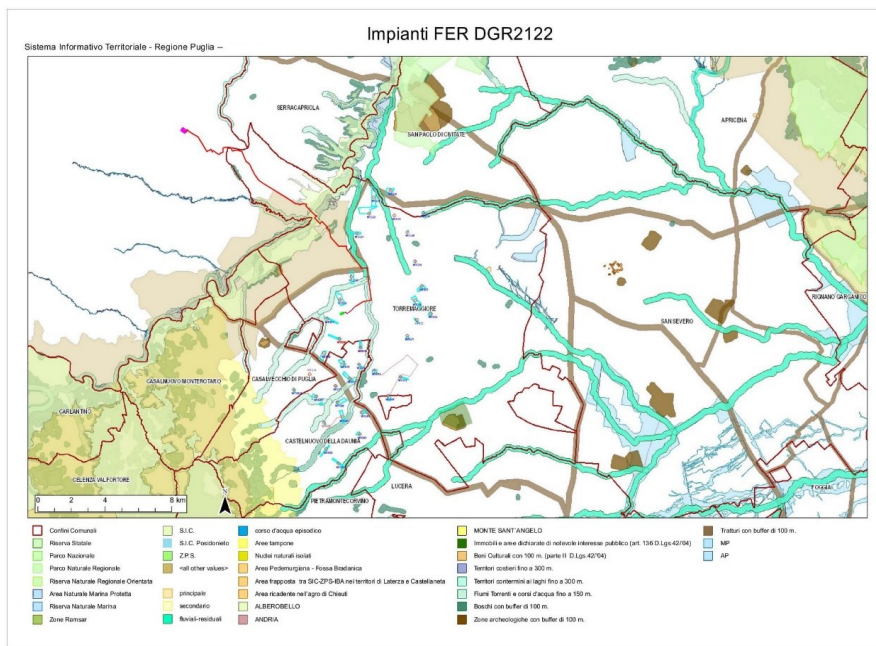 Impianti FER DGR2122
Sistema Informativo Territoriale - Regione Puglia --
SERRACAPRIOLA
SAN PAOLO DI CIVITATE
APRICENA
RIGNANO GARGANICO
TORREMAGGIORE
SAN SEVERO
CASALNUOVO MONTEROTARO
CASALVECCHIO DI PUGLIA
CARLANTINO
CASTELNUOVO DELLA DAUNIA
CELENZA VALFORTORE
PIETRAMONTECORVINO
LUCERA
FOGGIA
0 2 4 8 km
N
Confini Comunali
Riserva Statale
Parco Nazionale
Parco Naturale Regionale
Riserva Naturale Regionale Orientata
Area Naturale Marina Protetta
Riserva Naturale Marina
Zone Ramsar
S.I.C.
S.I.C. Posidonieto
Z.P.S.
<all other values>
principale
secondario
fluviali-residuali
corso d'acqua episodico
Aree tampone
Nuclei naturali isolati
Area Pedemurgiana - Fossa Bradanica
Area frapposta tra SIC-ZPS-IBA nei territori di Laterza e Castellaneta
Area ricadente nell'agro di Chieuti
ALBEROBELLO
ANDRIA
MONTE SANT'ANGELO
Immobili e aree dichiarate di notevole interesse pubblico (art. 136 D.Lgs 42/'04)
Beni Culturali con 100 m. (parte II D.Lgs.42/'04)
Territori costieri fino a 300 m.
Territori contermini ai laghi fino a 300 m.
Fiumi Torrenti e corsi d'acqua fino a 150 m.
Boschi con buffer di 100 m.
Zone archeologiche con buffer di 100 m.
Tratturi con buffer di 100 m.
MP
AP